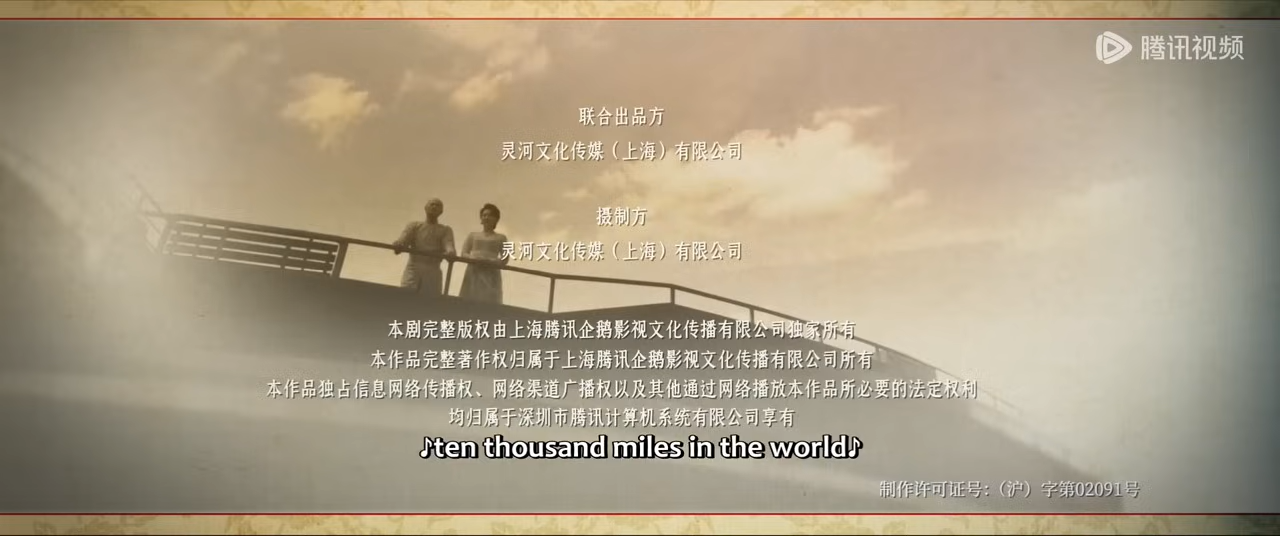 腾讯视频
联合出品方
灵河文化传媒（上海）有限公司
摄制方
灵河文化传媒（上海）有限公司
本剧完整版权由上海腾讯企鹅影视文化传播有限公司独家所有
本作品完整著作权归属于上海腾讯企鹅影视文化传播有限公司所有
本作品独占信息网络传播权、网络渠道广播权以及其他通过网络播放本作品所必要的法定权利
均归属于深圳市腾讯计算机系统有限公司享有
♪ten thousand miles in the world♪
制作许可证号：（沪）字第02091号